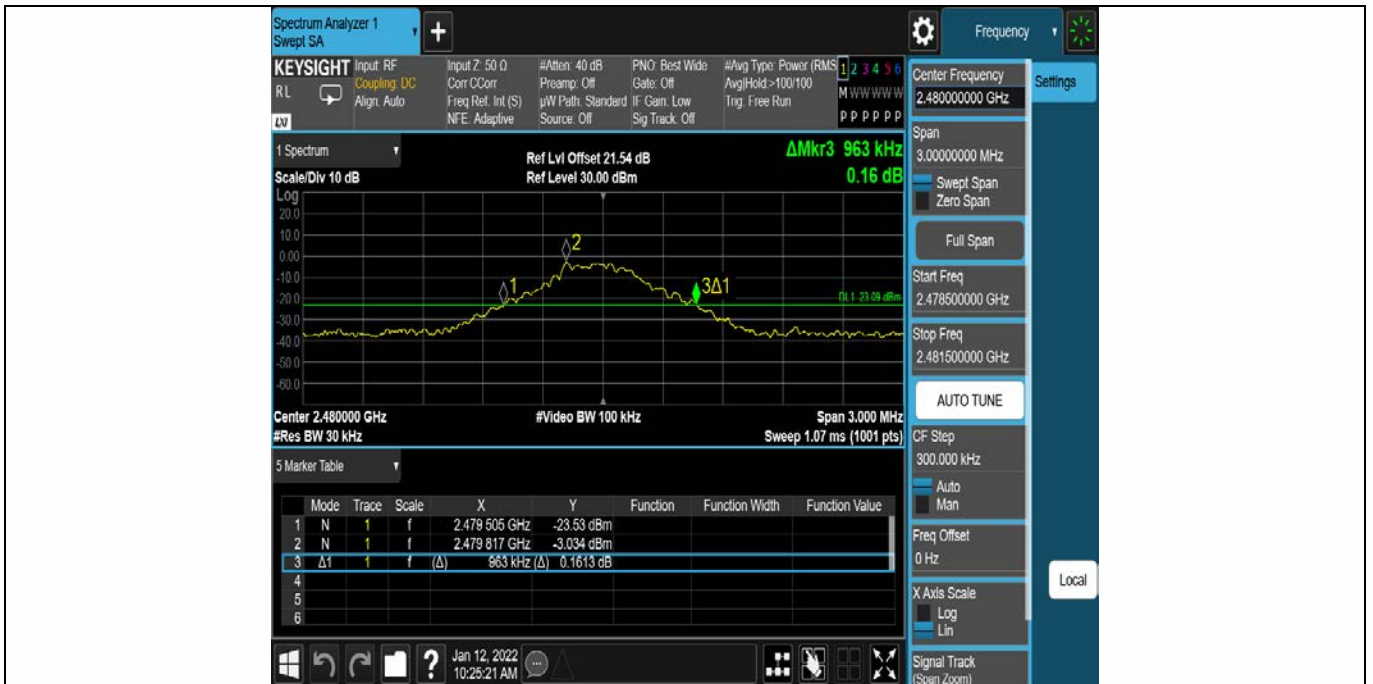 Spectrum Analyzer 1
Swept SA
+
Frequency
KEYSIGHT
RL
LXI
Input: RF
Coupling: DC
Align: Auto
Input Z: 50 Ω
Corr CCorr
Freq Ref: Int (S)
NFE: Adaptive
#Atten: 40 dB
Preamp: Off
µW Path: Standard
Source: Off
PNO: Best Wide
Gate: Off
IF Gain: Low
Sig Track: Off
#Avg Type: Power (RMS
Avg|Hold:>100/100
Trig: Free Run
1 2 3 4 5 6
M W W W W W
P P P P P P
1 Spectrum
Scale/Div 10 dB
Ref Lvl Offset 21.54 dB
Ref Level 30.00 dBm
ΔMkr3 963 kHz
0.16 dB
Log
20.0
10.0
0.00
-10.0
-20.0
-30.0
-40.0
-50.0
-60.0
1
2
3Δ1
DL1 -23.09 dBm
Center 2.480000 GHz
#Video BW 100 kHz
Span 3.000 MHz
#Res BW 30 kHz
Sweep 1.07 ms (1001 pts)
5 Marker Table
Mode Trace Scale X Y Function Function Width Function Value
1 N 1 f 2.479 505 GHz -23.53 dBm
2 N 1 f 2.479 817 GHz -3.034 dBm
3 Δ1 1 f (Δ) 963 kHz (Δ) 0.1613 dB
4
5
6
?
Jan 12, 2022
10:25:21 AM
Center Frequency
2.480000000 GHz
Span
3.00000000 MHz
Swept Span
Zero Span
Full Span
Start Freq
2.478500000 GHz
Stop Freq
2.481500000 GHz
AUTO TUNE
CF Step
300.000 kHz
Auto
Man
Freq Offset
0 Hz
X Axis Scale
Log
Lin
Signal Track
(Span Zoom)
Settings
Local